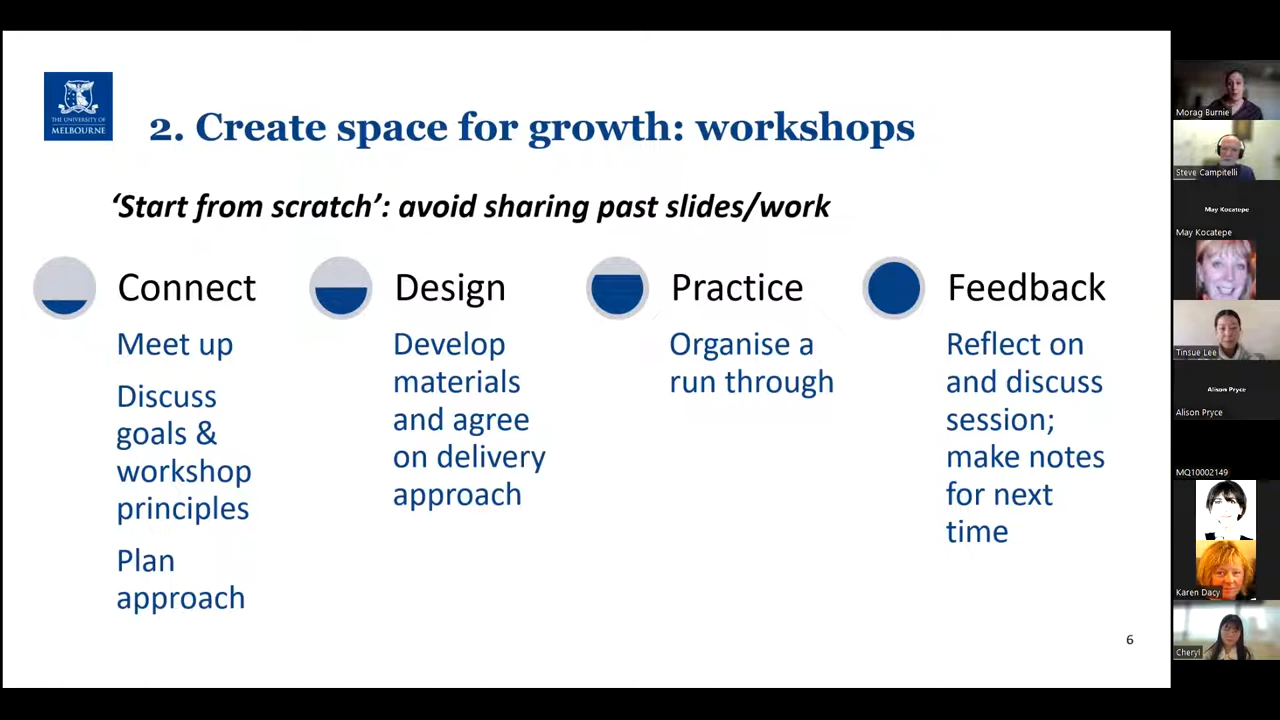 THE UNIVERSITY OF
MELBOURNE
2. Create space for growth: workshops
‘Start from scratch’: avoid sharing past slides/work
Connect
Meet up
Discuss
goals &
workshop
principles
Plan
approach
Design
Develop
materials
and agree
on delivery
approach
Practice
Organise a
run through
Feedback
Reflect on
and discuss
session;
make notes
for next
time
6
Morag Burnie
Steve Campitelli
May Kocatepe
May Kocatepe
Tinsue Lee
Alison Pryce
Alison Pryce
MQ10002149
Karen Dacy
Cheryl